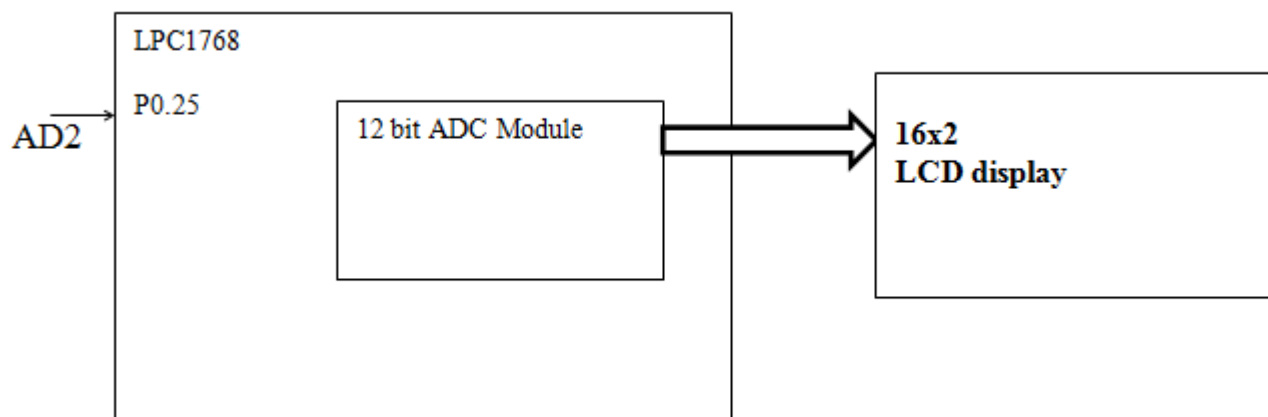 LPC1768
P0.25
AD2
12 bit ADC Module
16x2
LCD display